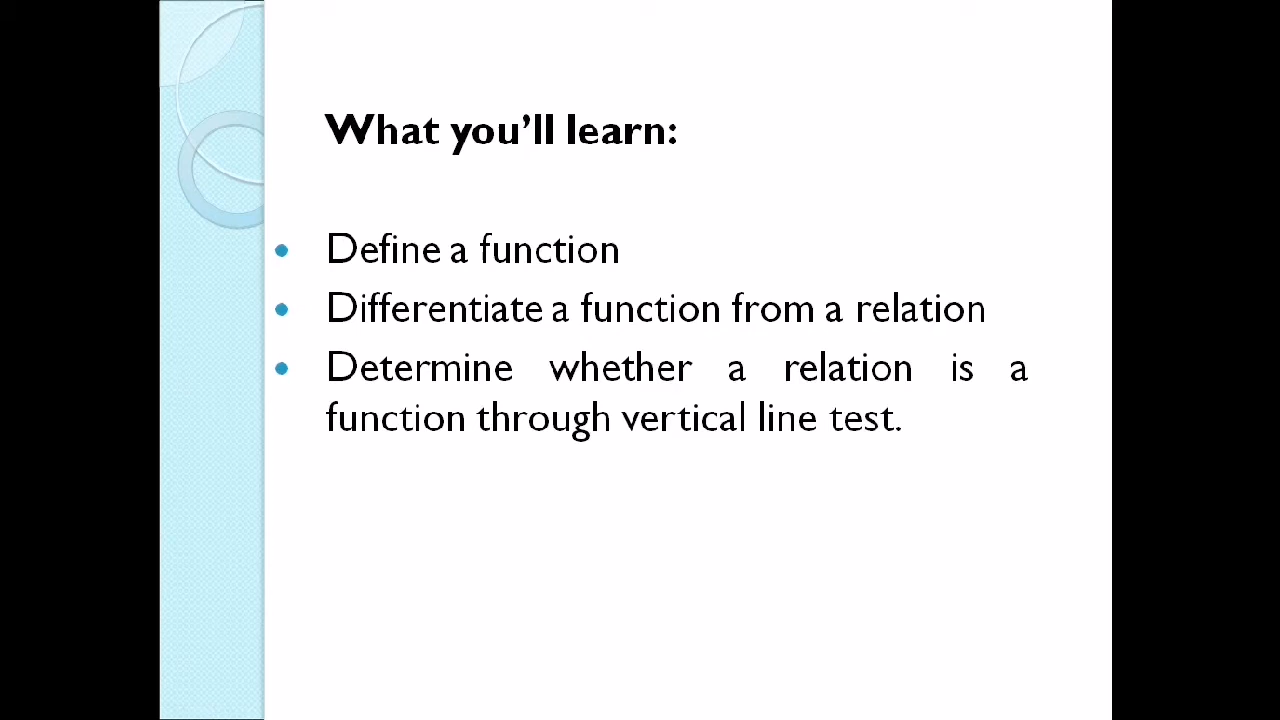 What you'll learn:
Define a function
Differentiate a function from a relation
Determine whether a relation is a
function through vertical line test.